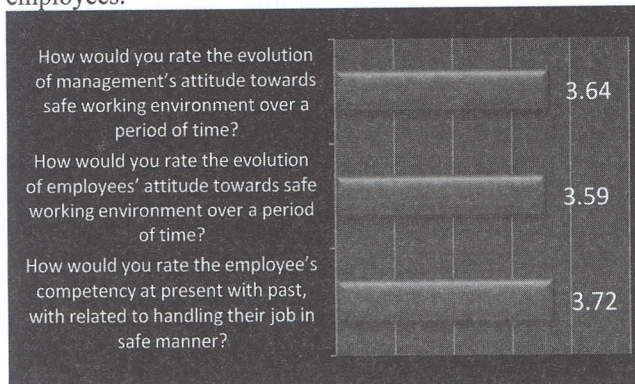 employees.
How would you rate the evolution
of management's attitude towards
safe working environment over a
period of time?
3.64
How would you rate the evolution
of employees' attitude towards safe
working environment over a period
of time?
3.59
How would you rate the employee's
competency at present with past,
with related to handling their job in
safe manner?
3.72